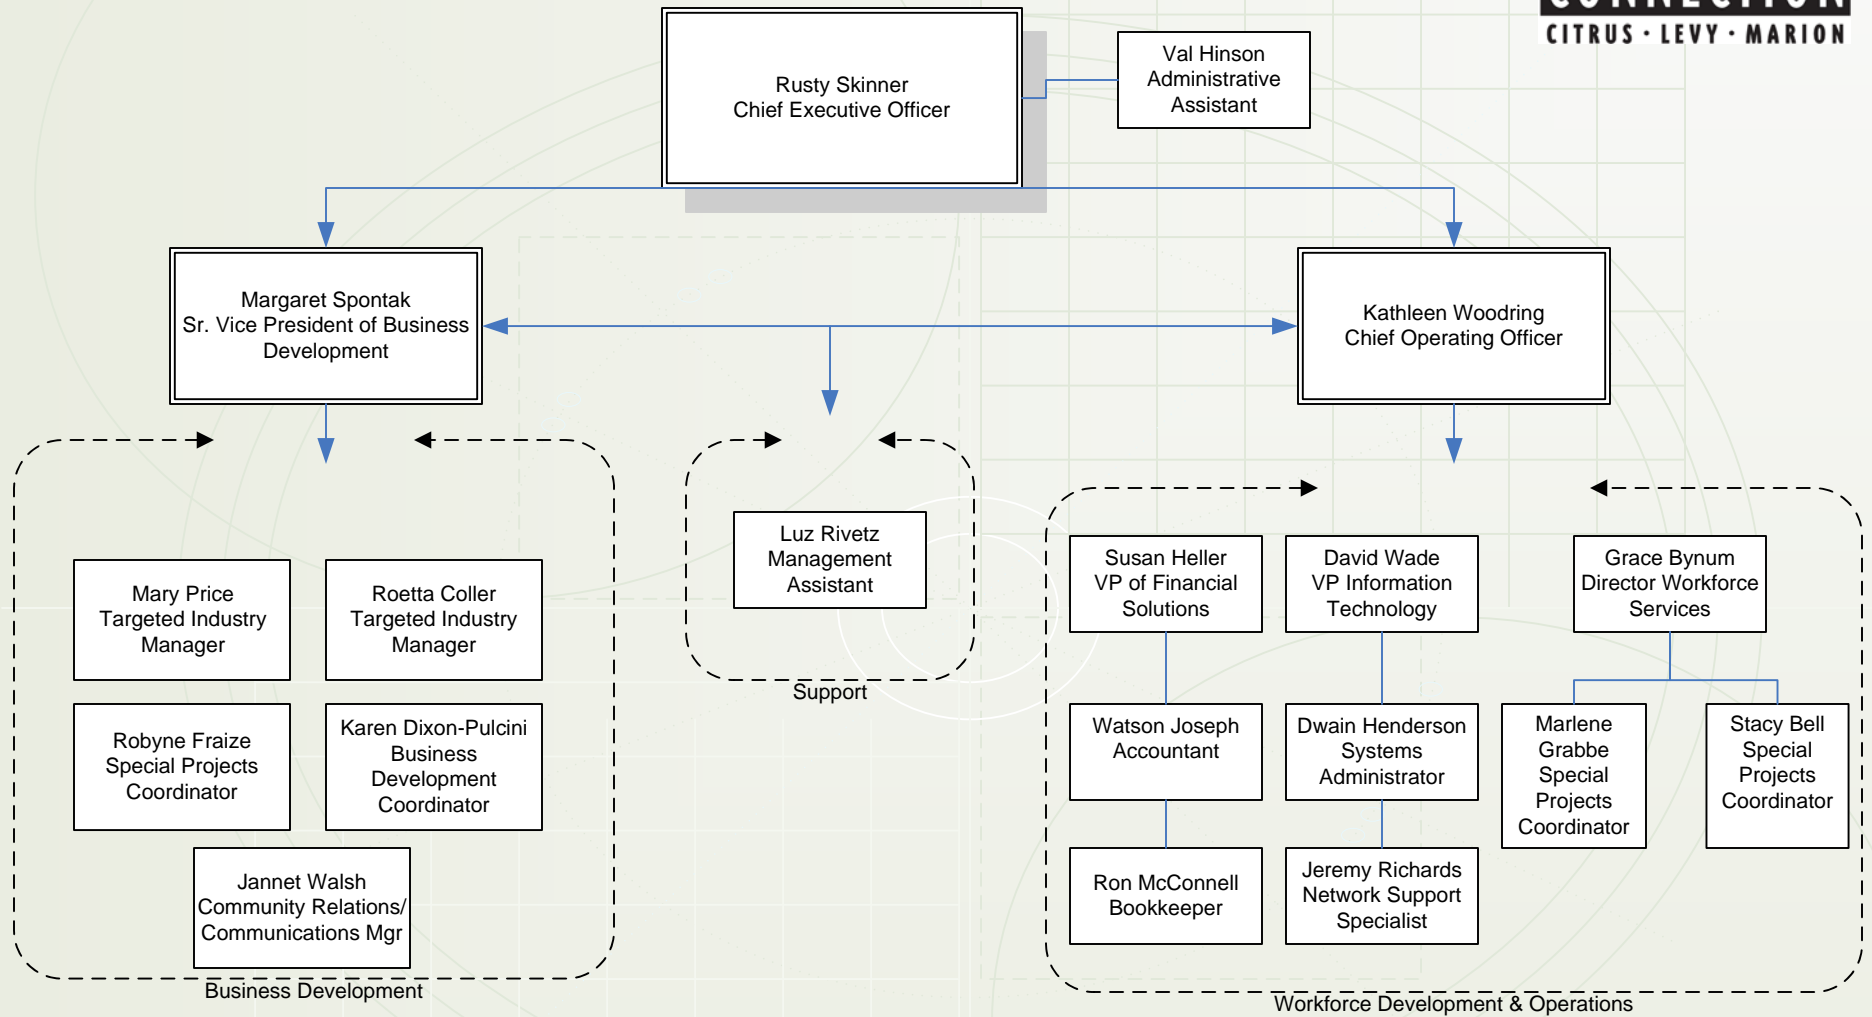 CONNECTION
CITRUS · LEVY · MARION
Rusty Skinner
Chief Executive Officer
Val Hinson
Administrative
Assistant
Margaret Spontak
Sr. Vice President of Business
Development
Kathleen Woodring
Chief Operating Officer
Mary Price
Targeted Industry
Manager
Roetta Coller
Targeted Industry
Manager
Robyne Fraize
Special Projects
Coordinator
Karen Dixon-Pulcini
Business
Development
Coordinator
Jannet Walsh
Community Relations/
Communications Mgr
Business Development
Luz Rivetz
Management
Assistant
Support
Susan Heller
VP of Financial
Solutions
David Wade
VP Information
Technology
Grace Bynum
Director Workforce
Services
Watson Joseph
Accountant
Dwain Henderson
Systems
Administrator
Marlene
Grabbe
Special
Projects
Coordinator
Stacy Bell
Special
Projects
Coordinator
Ron McConnell
Bookkeeper
Jeremy Richards
Network Support
Specialist
Workforce Development & Operations